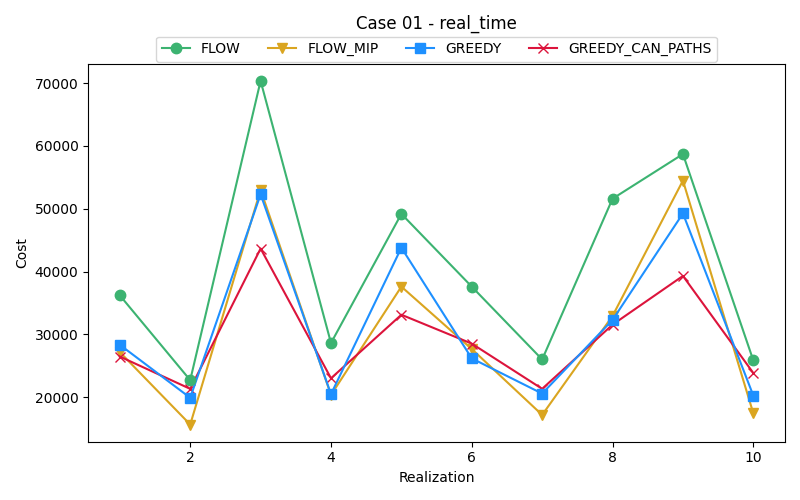 Case 01 - real_time
FLOW FLOW_MIP GREEDY GREEDY_CAN_PATHS
70000
60000
50000
40000
30000
20000
Cost
2 4 6 8 10
Realization